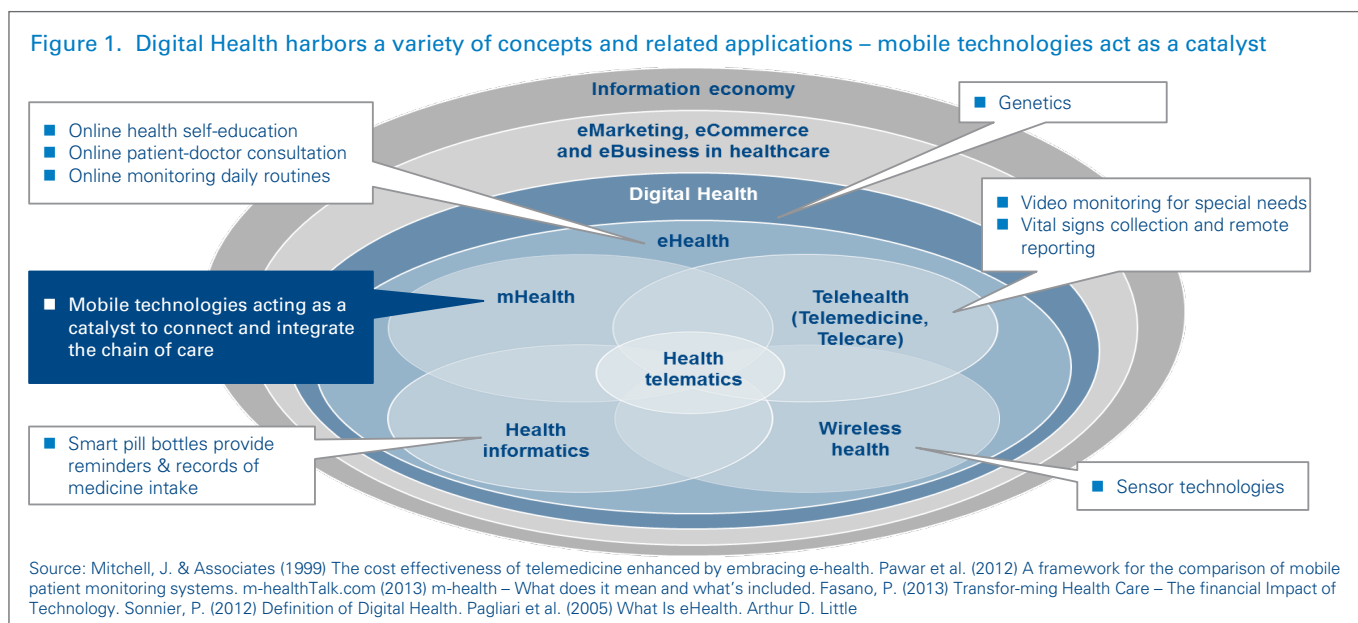 Figure 1. Digital Health harbors a variety of concepts and related applications – mobile technologies act as a catalyst
Information economy
eMarketing, eCommerce
and eBusiness in healthcare
Digital Health
eHealth
■ Online health self-education
■ Online patient-doctor consultation
■ Online monitoring daily routines
■ Genetics
■ Video monitoring for special needs
■ Vital signs collection and remote
reporting
■ Mobile technologies acting as a
catalyst to connect and integrate
the chain of care
mHealth
Telehealth
(Telemedicine,
Telecare)
Health
telematics
Health
informatics
Wireless
health
■ Smart pill bottles provide
reminders & records of
medicine intake
■ Sensor technologies
Source: Mitchell, J. & Associates (1999) The cost effectiveness of telemedicine enhanced by embracing e-health. Pawar et al. (2012) A framework for the comparison of mobile
patient monitoring systems. m-healthTalk.com (2013) m-health – What does it mean and what's included. Fasano, P. (2013) Transfor-ming Health Care – The financial Impact of
Technology. Sonnier, P. (2012) Definition of Digital Health. Pagliari et al. (2005) What Is eHealth. Arthur D. Little